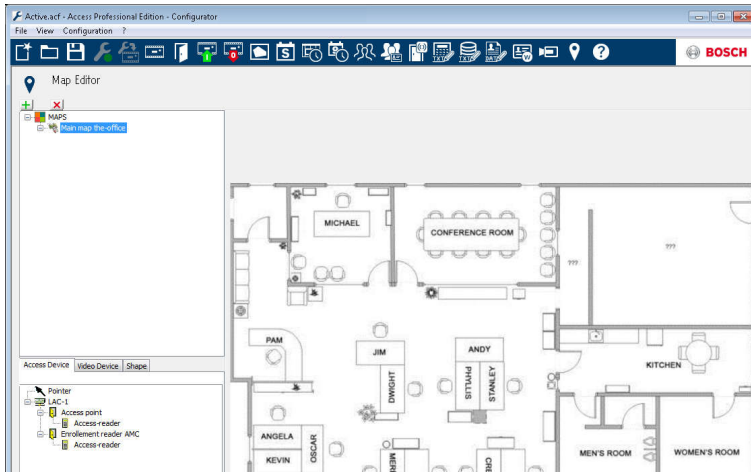 Active.acf - Access Professional Edition - Configurator
File View Configuration ?
BOSCH
Map Editor
MAPS
Main map the-office
MICHAEL
CONFERENCE ROOM
???
???
PAM
JIM
ANDY
DWIGHT
PHYLLIS
STANLEY
KITCHEN
ANGELA
OSCAR
KEVIN
MER
CRE
MEN'S ROOM
WOMEN'S ROOM
Access Device Video Device Shape
Pointer
LAC-1
Access point
Access-reader
Enrollement reader AMC
Access-reader